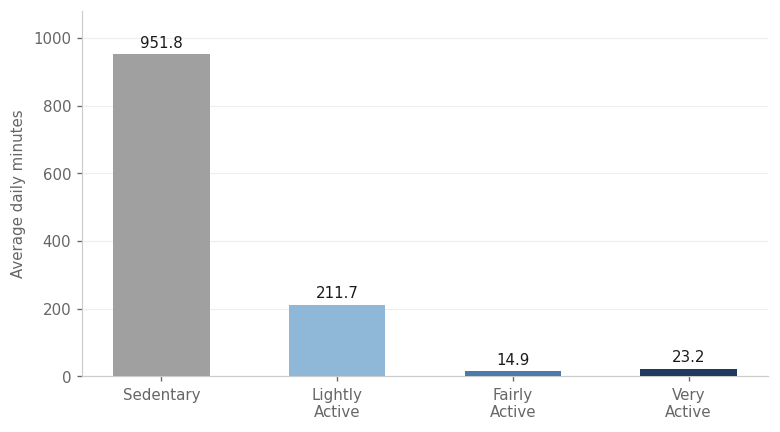 Average daily minutes
1000
800
600
400
200
0
951.8
211.7
14.9
23.2
Sedentary
Lightly
Active
Fairly
Active
Very
Active